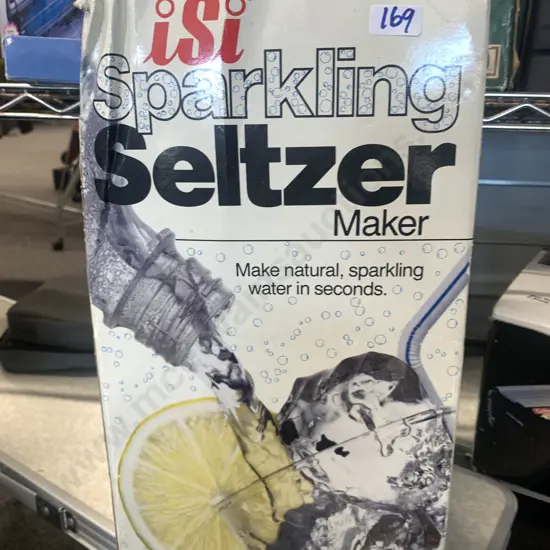 169
iSi
Sparkling
Seltzer
Maker
Make natural, sparkling
water in seconds.